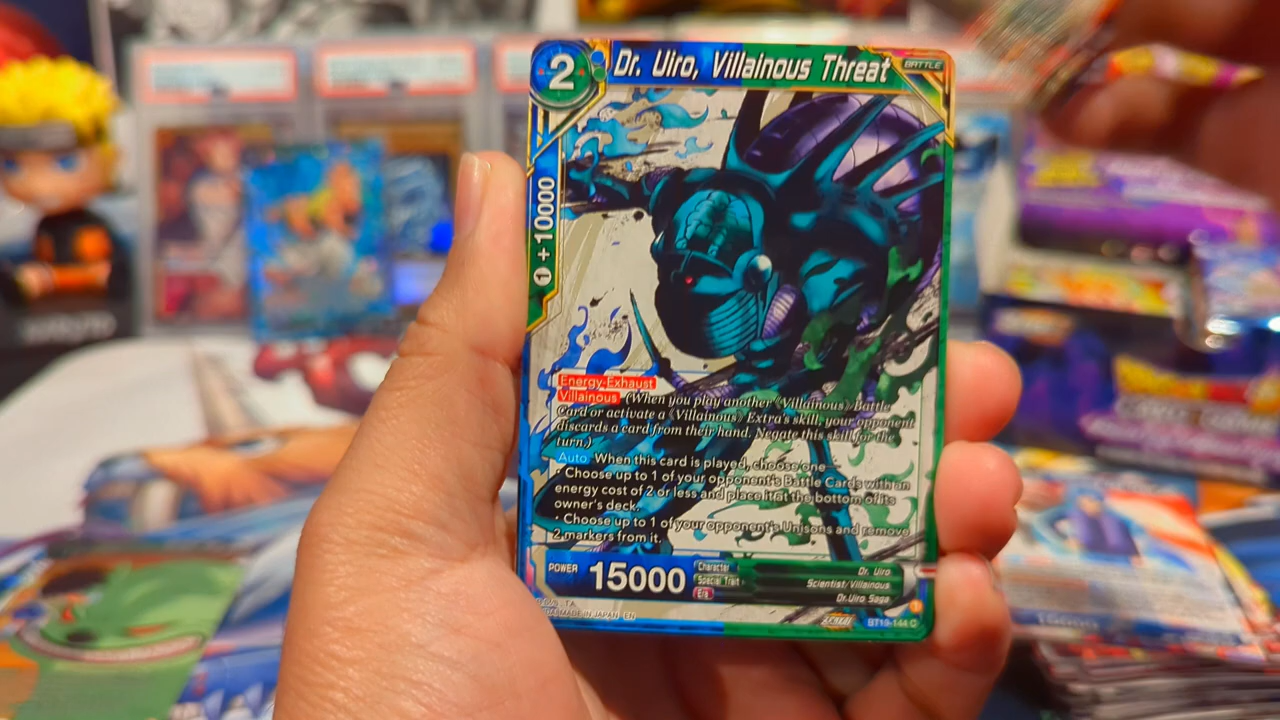 2
Dr. Uiro, Villainous Threat
BATTLE
1 +10000
Energy-Exhaust
Villainous (When you play another 《Villainous》 Battle
Card or activate a 《Villainous》 Extra's skill, your opponent
discards a card from their hand. Negate this skill for the
turn.)
Auto When this card is played, choose one—
• Choose up to 1 of your opponent's Battle Cards with an
energy cost of 2 or less and place it at the bottom of its
owner's deck.
• Choose up to 1 of your opponent's Unisons and remove
2 markers from it.
POWER 15000
Character Dr. Uiro
Special Trait Scientist/Villainous
Era Dr.Uiro Saga
MADE IN JAPAN EN
BT19-144 C